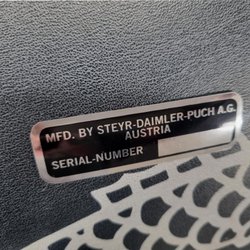 MFD. BY STEYR-DAIMLER-PUCH A.G.
AUSTRIA
SERIAL-NUMBER